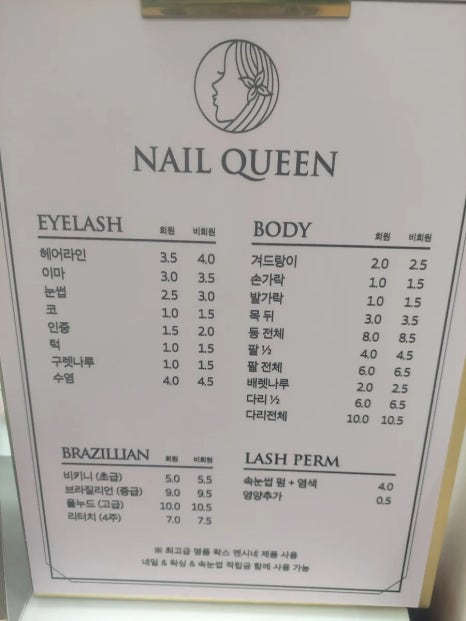 NAIL QUEEN
EYELASH 회원 비회원
헤어라인 3.5 4.0
이마 3.0 3.5
눈썹 2.5 3.0
코 1.0 1.5
인중 1.5 2.0
턱 1.0 1.5
구렛나루 1.0 1.5
수염 4.0 4.5
BODY 회원 비회원
겨드랑이 2.0 2.5
손가락 1.0 1.5
발가락 1.0 1.5
목 뒤 3.0 3.5
등 전체 8.0 8.5
팔 ½ 4.0 4.5
팔 전체 6.0 6.5
배렛나루 2.0 2.5
다리 ½ 6.0 6.5
다리전체 10.0 10.5
BRAZILLIAN 회원 비회원
비키니 (초급) 5.0 5.5
브라질리언 (중급) 9.0 9.5
올누드 (고급) 10.0 10.5
리터치 (4주) 7.0 7.5
LASH PERM
속눈썹 펌 + 염색 4.0
영양추가 0.5
※ 최고급 명품 왁스 엔시네 제품 사용
네일 & 왁싱 & 속눈썹 적립금 함께 사용 가능